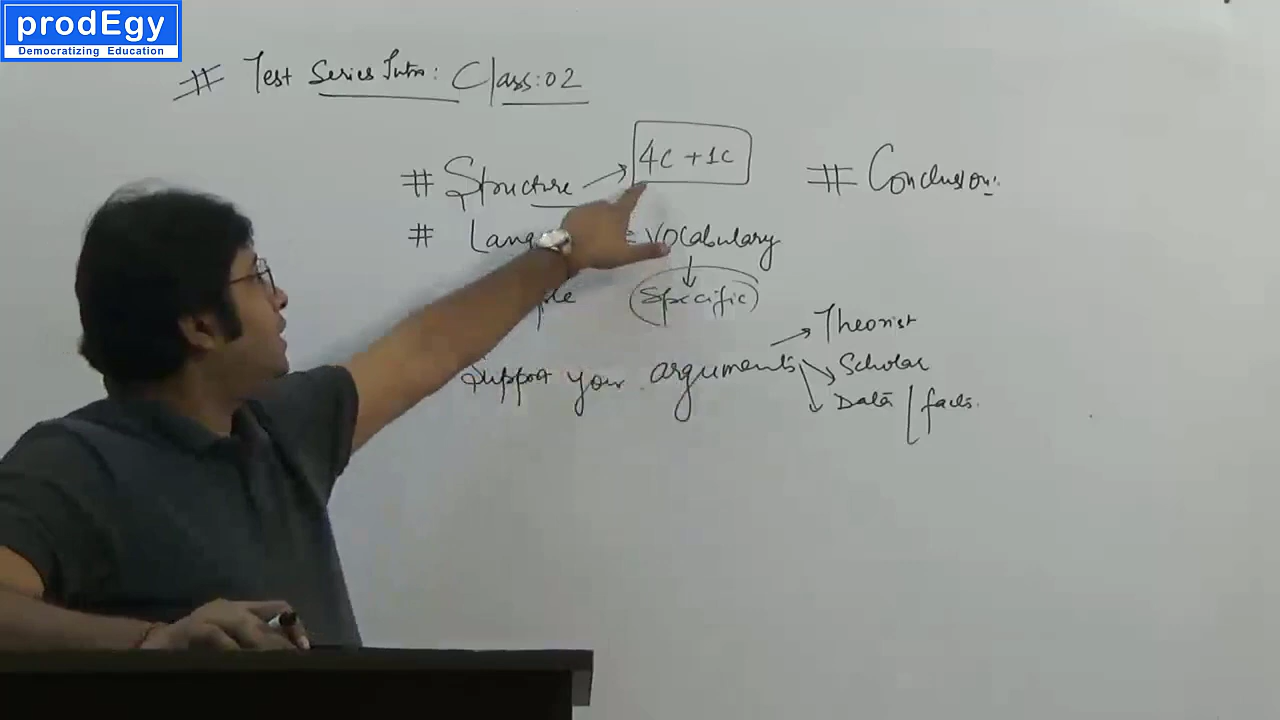 prodEgy
Democratizing Education
# Test Series Intro: Class:02
# Structure → 4C + 1C
# Conclusion:
# Lang = Vocabulary
Specific
Support your arguments → Theorist
Scholar
Data / facts.